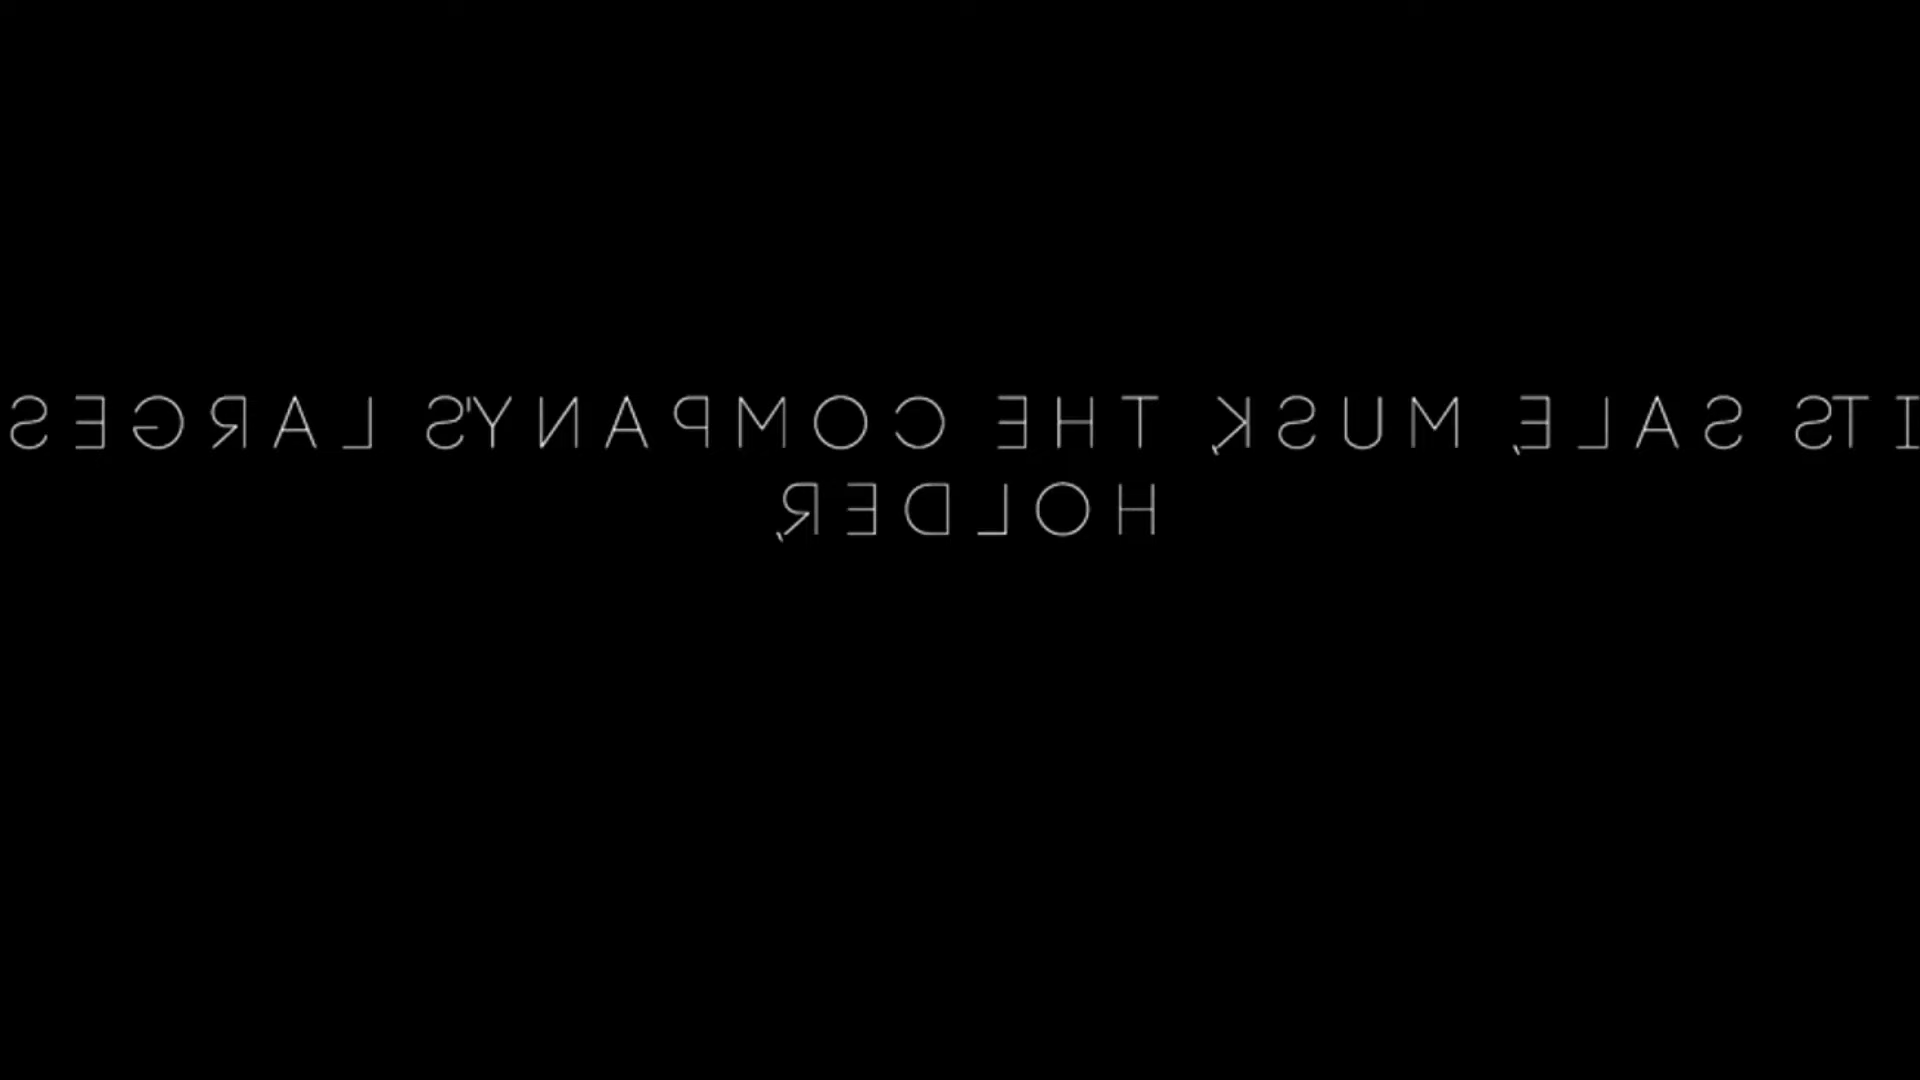 ITS SALE, MUSK, THE COMPANY'S LARGES
HOLDER,